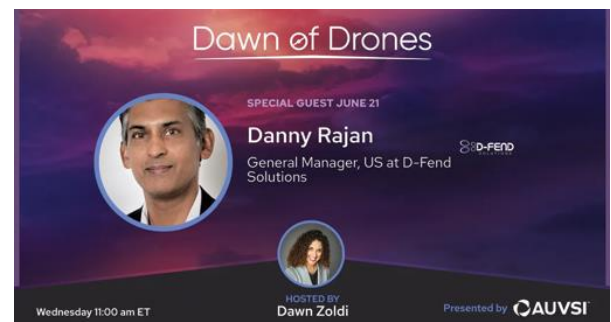 Dawn of Drones
SPECIAL GUEST JUNE 21
Danny Rajan
General Manager, US at D-Fend
Solutions
D-FEND
SOLUTIONS
HOSTED BY
Dawn Zoldi
Wednesday 11:00 am ET
Presented by AUVSI